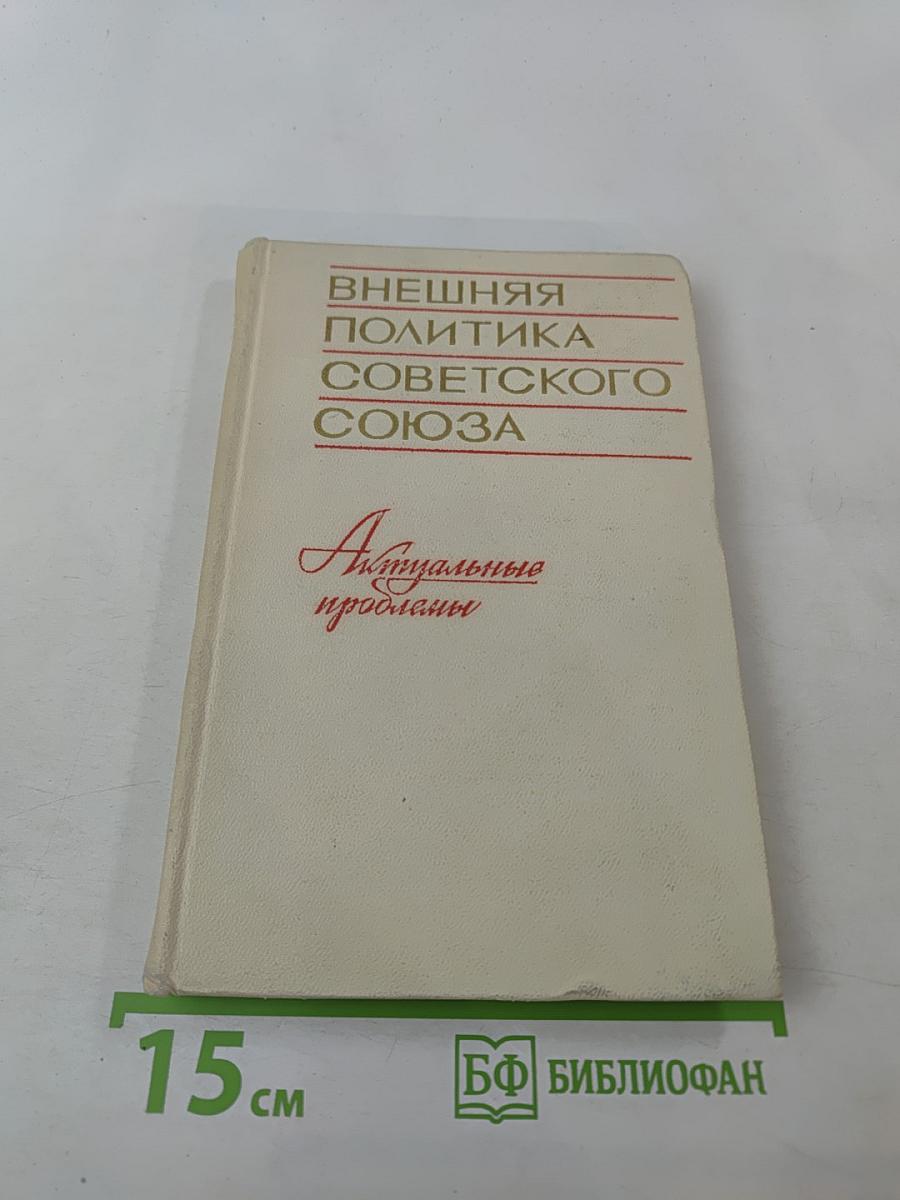 ВНЕШНЯЯ
ПОЛИТИКА
СОВЕТСКОГО
СОЮЗА
Актуальные
проблемы
15 см
БФ БИБЛИОФАН